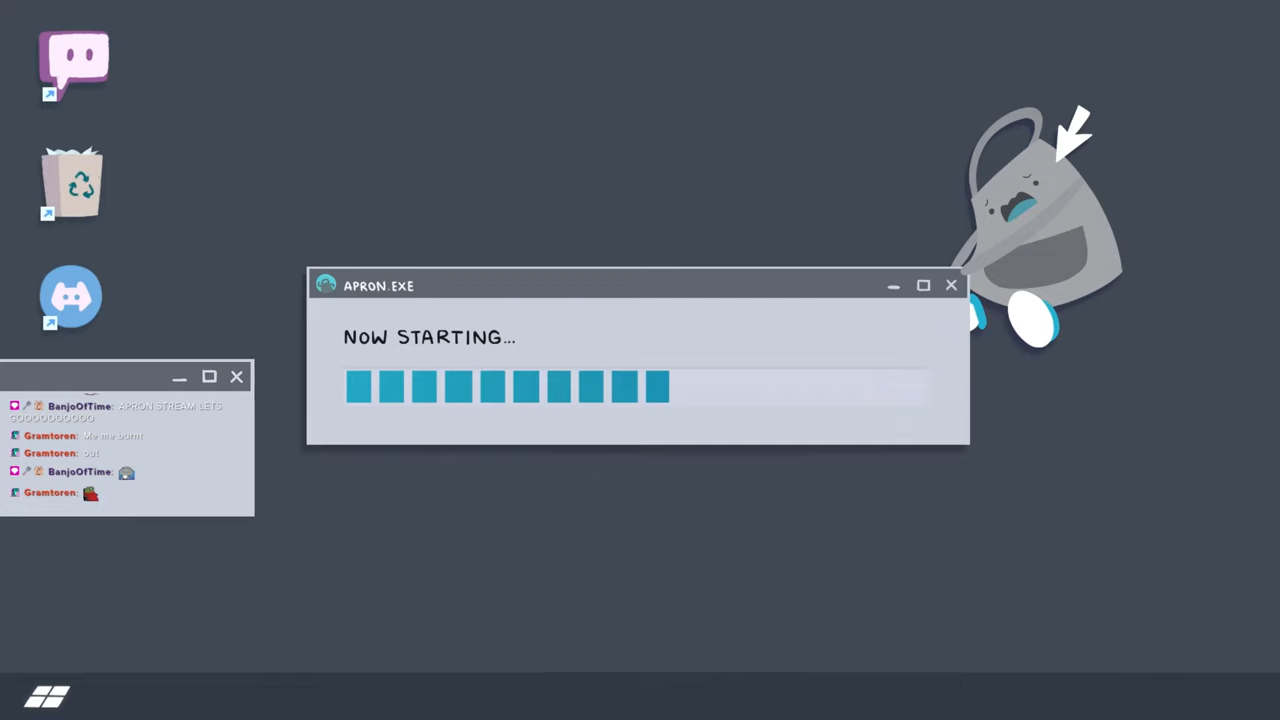 APRON.EXE
NOW STARTING...
BanjoOfTime: APRON STREAM LETS
GOOOOOOOOOO
Gramtoren: Me me burnt
Gramtoren: out
BanjoOfTime:
Gramtoren: